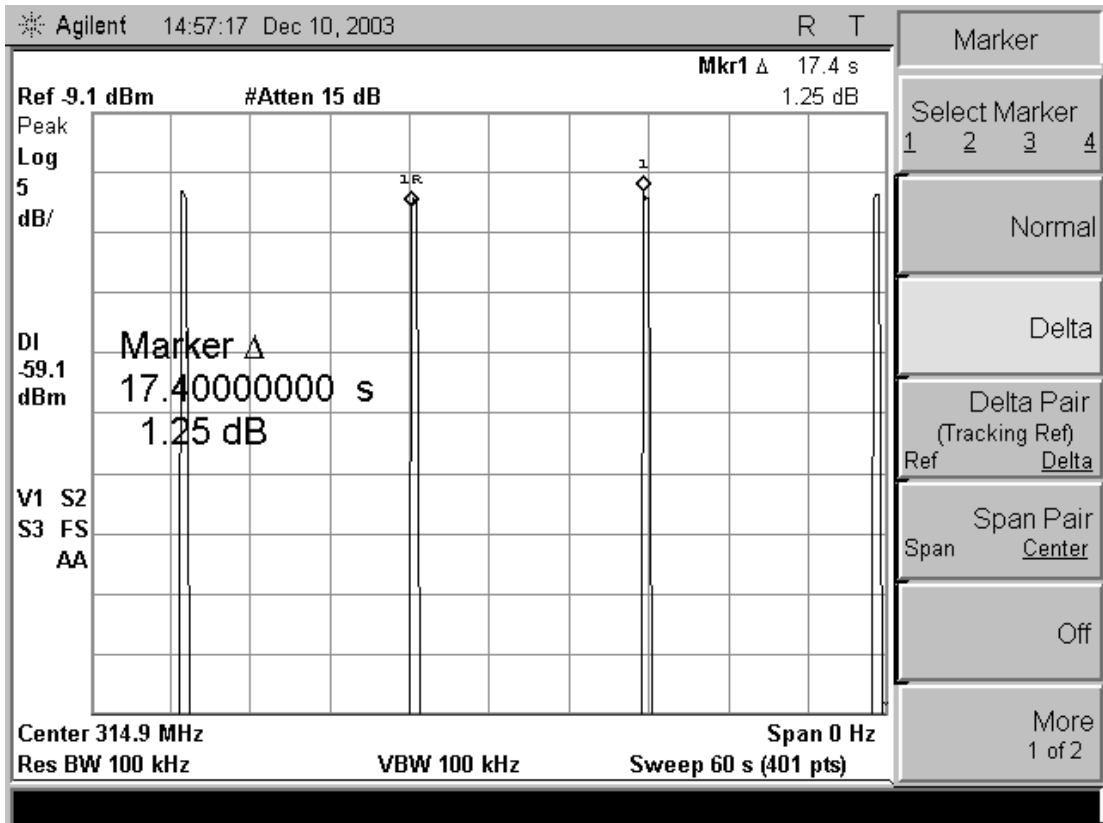 Agilent 14:57:17 Dec 10, 2003 R T
Mkr1 Δ 17.4 s
Ref -9.1 dBm #Atten 15 dB 1.25 dB
Peak
Log
5
dB/
1R
1
DI
-59.1
dBm
Marker Δ
17.40000000 s
1.25 dB
V1 S2
S3 FS
AA
Center 314.9 MHz Span 0 Hz
Res BW 100 kHz VBW 100 kHz Sweep 60 s (401 pts)
Marker
Select Marker
1 2 3 4
Normal
Delta
Delta Pair
(Tracking Ref)
Ref Delta
Span Pair
Span Center
Off
More
1 of 2